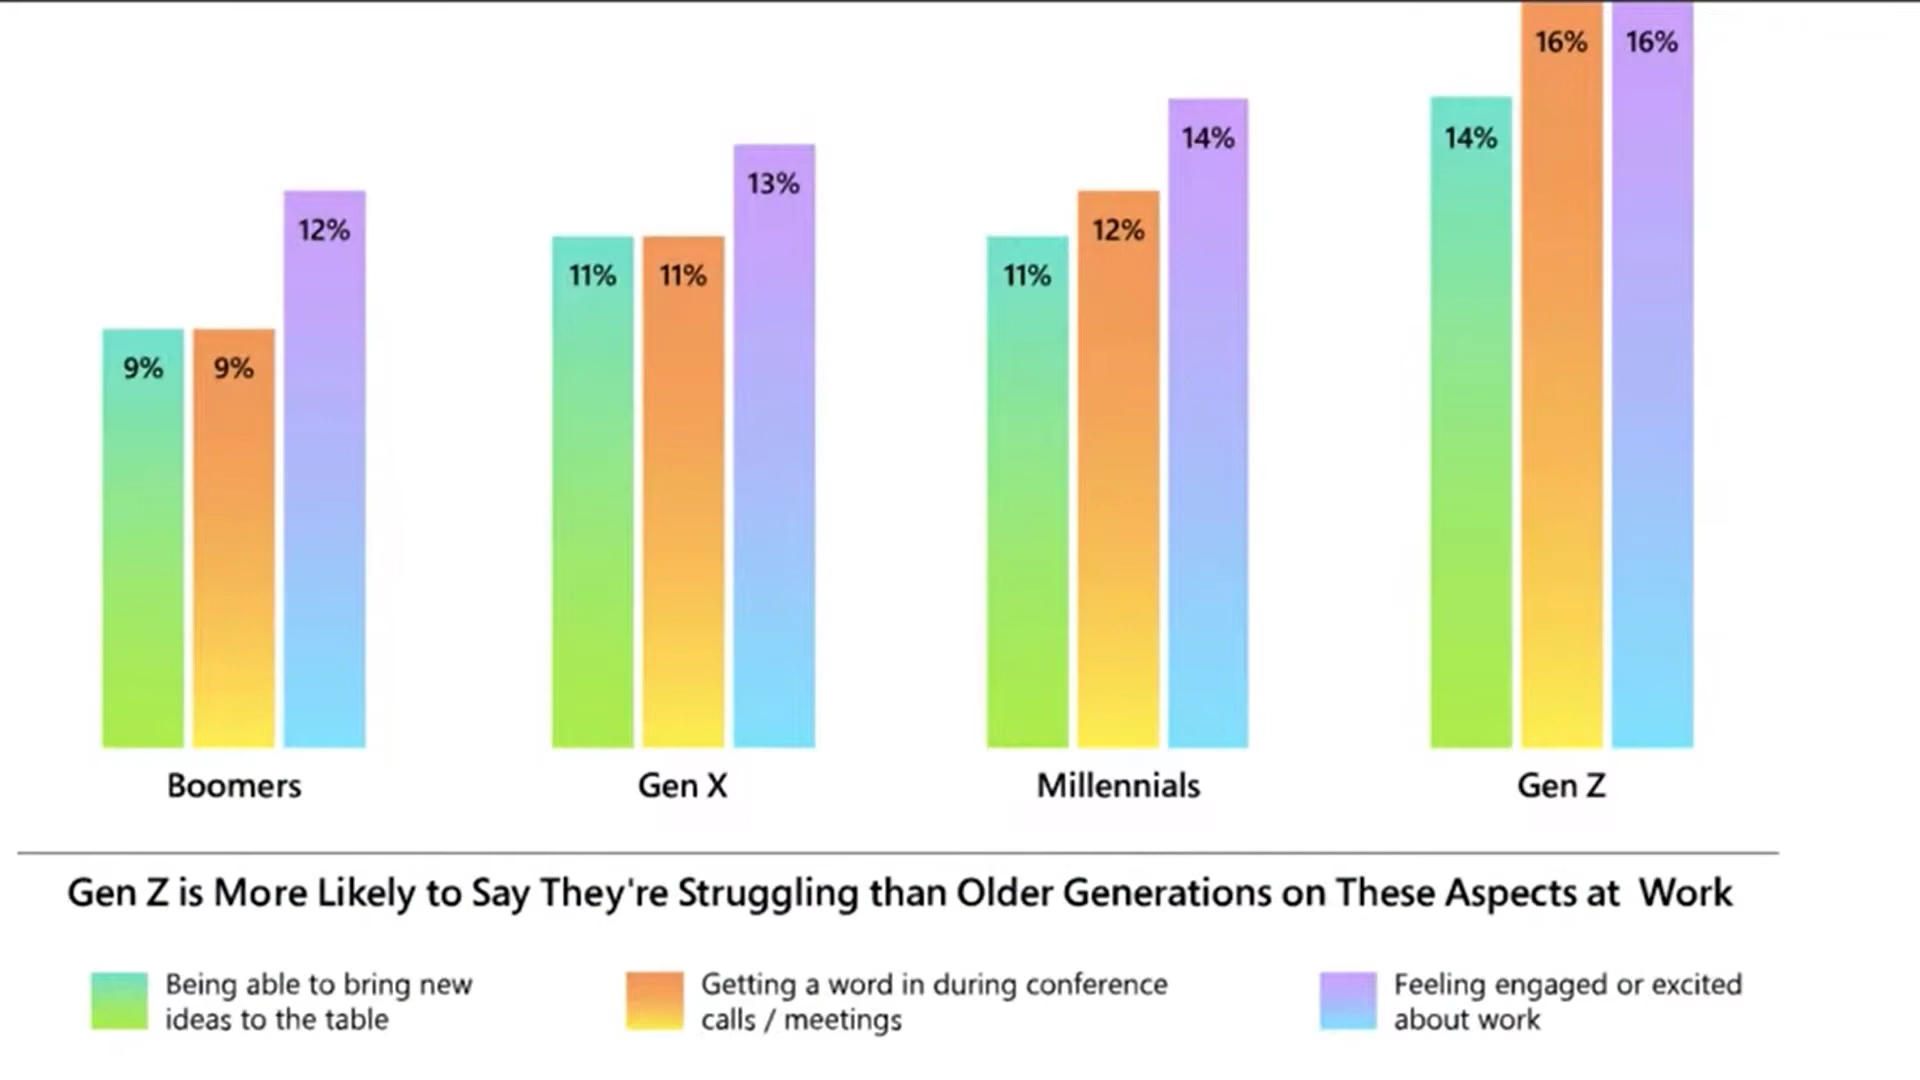 16% 16%
14% 14%
13%
12% 12%
11% 11% 11%
9% 9%
Boomers Gen X Millennials Gen Z
Gen Z is More Likely to Say They're Struggling than Older Generations on These Aspects at Work
Being able to bring new
ideas to the table
Getting a word in during conference
calls / meetings
Feeling engaged or excited
about work